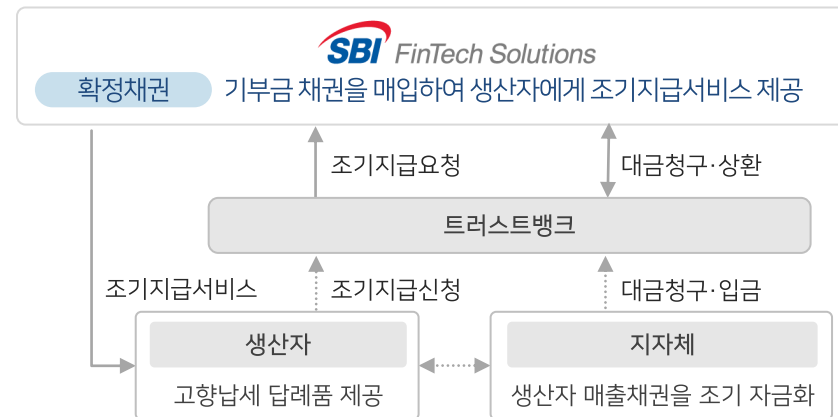 SBI FinTech Solutions
확정채권 기부금 채권을 매입하여 생산자에게 조기지급서비스 제공
조기지급요청 대금청구·상환
트러스트뱅크
조기지급서비스 조기지급신청 대금청구·입금
생산자 지자체
고향납세 답례품 제공 생산자 매출채권을 조기 자금화